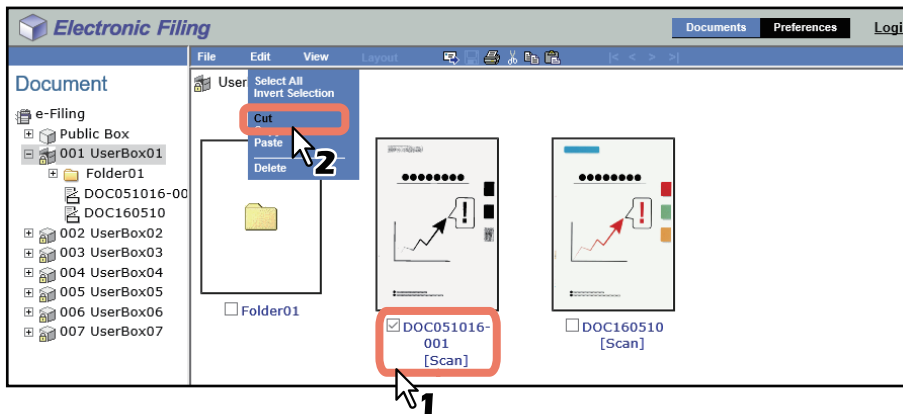 Electronic Filing
Documents Preferences
File Edit View Layout |< < > >|
Document
UserBox
Select All
Invert Selection
Cut
Paste
Delete
e-Filing
Public Box
001 UserBox01
Folder01
DOC051016-00
DOC160510
002 UserBox02
003 UserBox03
004 UserBox04
005 UserBox05
006 UserBox06
007 UserBox07
!
!
Folder01
DOC051016-
001
[Scan]
DOC160510
[Scan]
2
1